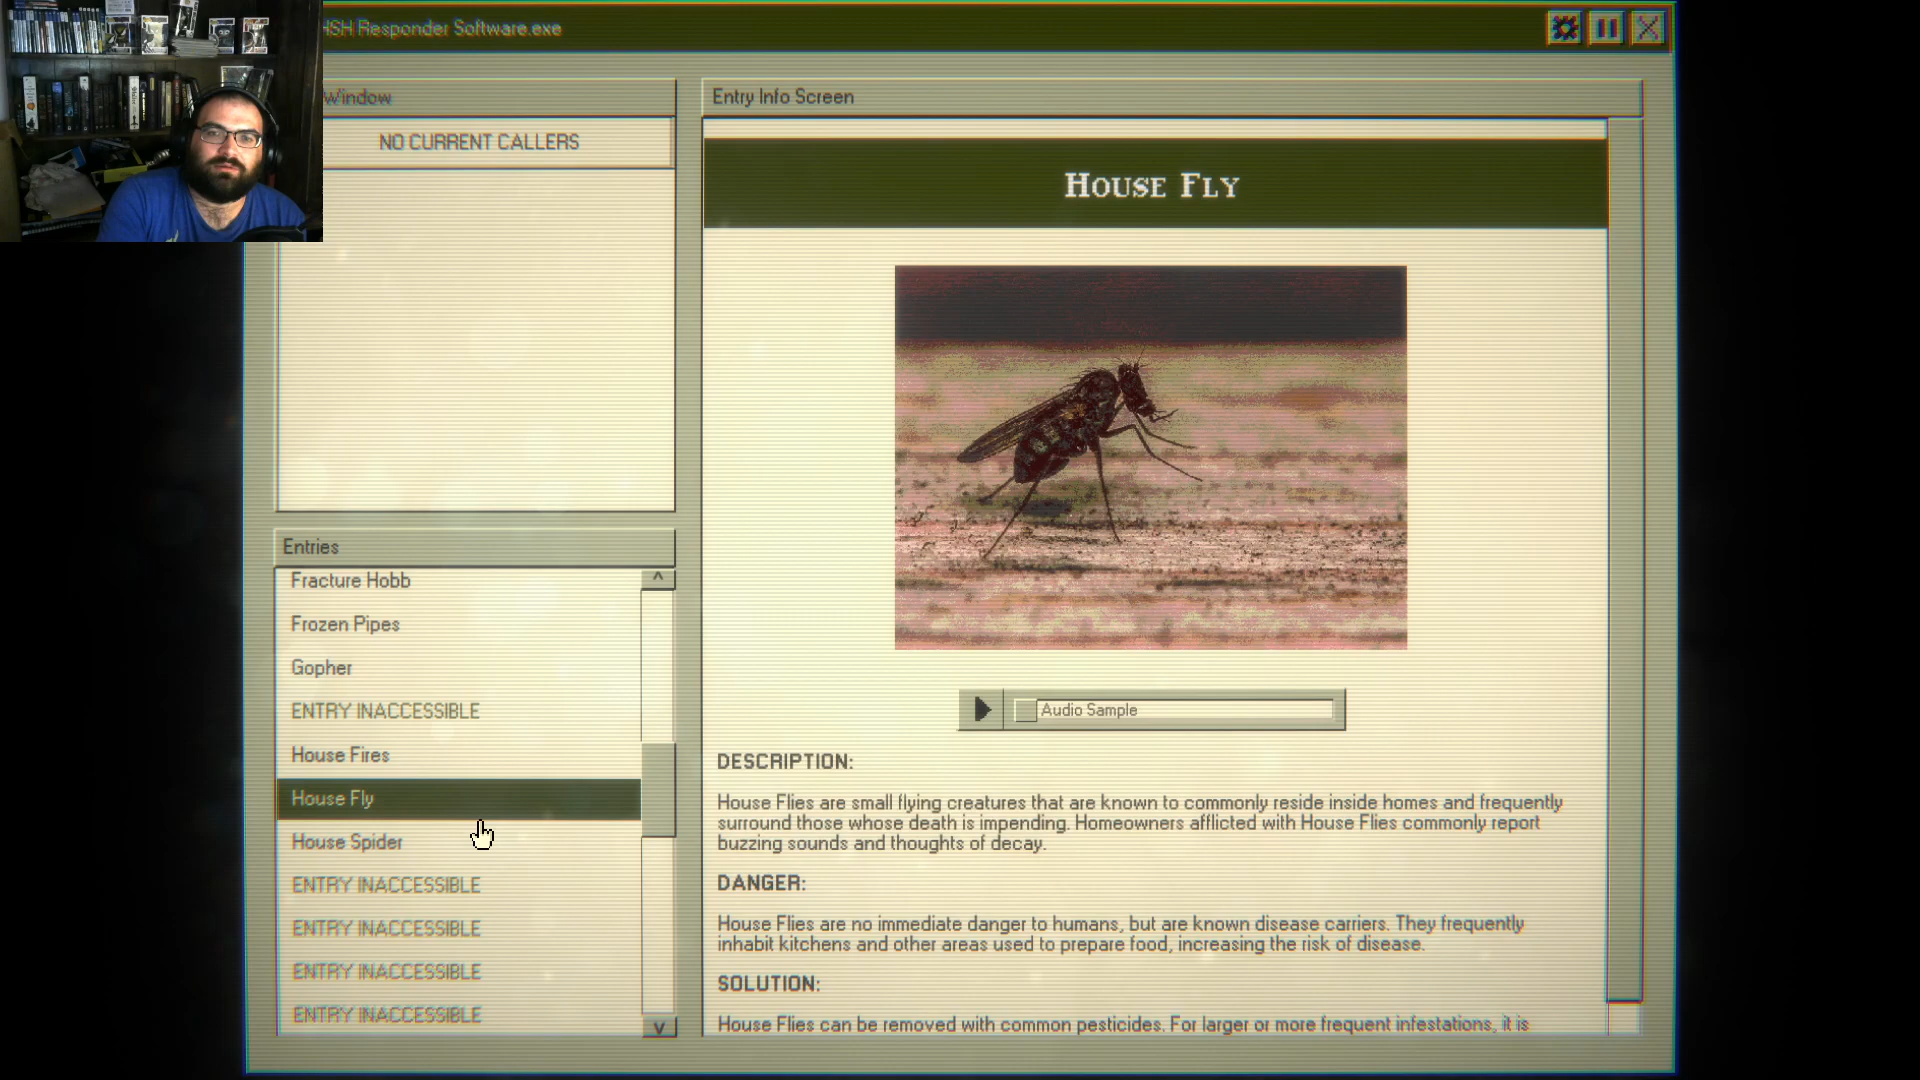 HSH Responder Software.exe
Window
NO CURRENT CALLERS
Entries
Fracture Hobb
Frozen Pipes
Gopher
ENTRY INACCESSIBLE
House Fires
House Fly
House Spider
ENTRY INACCESSIBLE
ENTRY INACCESSIBLE
ENTRY INACCESSIBLE
ENTRY INACCESSIBLE
Entry Info Screen
HOUSE FLY
Audio Sample
DESCRIPTION:
House Flies are small flying creatures that are known to commonly reside inside homes and frequently
surround those whose death is impending. Homeowners afflicted with House Flies commonly report
buzzing sounds and thoughts of decay.
DANGER:
House Flies are no immediate danger to humans, but are known disease carriers. They frequently
inhabit kitchens and other areas used to prepare food, increasing the risk of disease.
SOLUTION:
House Flies can be removed with common pesticides. For larger or more frequent infestations, it is